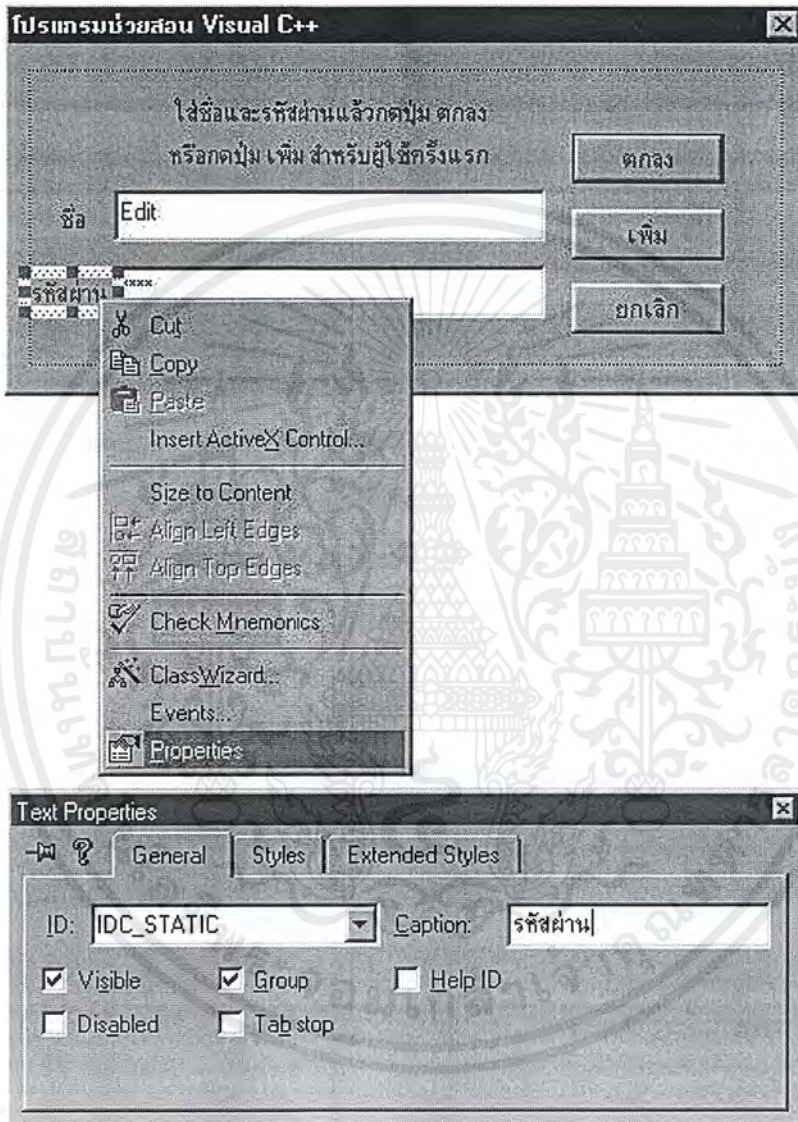 โปรแกรมช่วยสอน Visual C++
ใส่ชื่อและรหัสผ่านแล้วกดปุ่ม ตกลง
หรือกดปุ่ม เพิ่ม สำหรับผู้ใช้ครั้งแรก
ตกลง
ชื่อ
Edit
เพิ่ม
รหัสผ่าน
****
ยกเลิก
Cut
Copy
Paste
Insert ActiveX Control...
Size to Content
Align Left Edges
Align Top Edges
Check Mnemonics
ClassWizard...
Events...
Properties
Text Properties
General
Styles
Extended Styles
ID:
IDC_STATIC
Caption:
รหัสผ่าน
Visible
Group
Help ID
Disabled
Tab stop